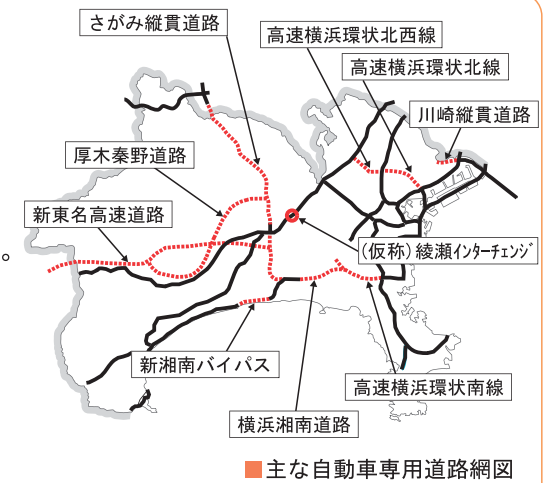 さがみ縦貫道路
高速横浜環状北西線
高速横浜環状北線
川崎縦貫道路
厚木秦野道路
新東名高速道路
。
(仮称)綾瀬ｲﾝﾀｰﾁｪﾝｼﾞ
新湘南バイパス
高速横浜環状南線
横浜湘南道路
■主な自動車専用道路網図